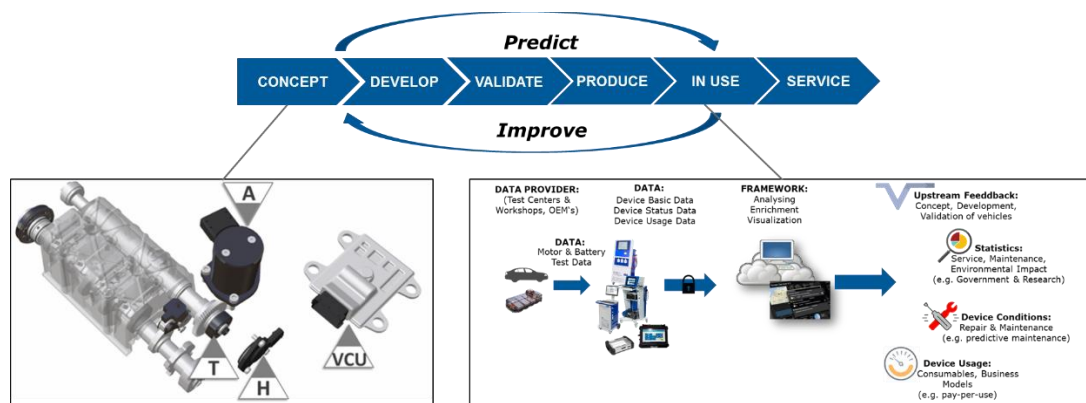 Predict
CONCEPT
DEVELOP
VALIDATE
PRODUCE
IN USE
SERVICE
Improve
A
T
H
VCU
DATA PROVIDER:
(Test Centers &
Workshops, OEM's)
DATA:
Motor & Battery
Test Data
DATA:
Device Basic Data
Device Status Data
Device Usage Data
FRAMEWORK:
Analysing
Enrichment
Visualization
Upstream Feeddback:
Concept, Development,
Validation of vehicles
Statistics:
Service, Maintenance,
Environmental Impact
(e.g. Government & Research)
Device Conditions:
Repair & Maintenance
(e.g. predictive maintenance)
Device Usage:
Consumables, Business
Models
(e.g. pay-per-use)